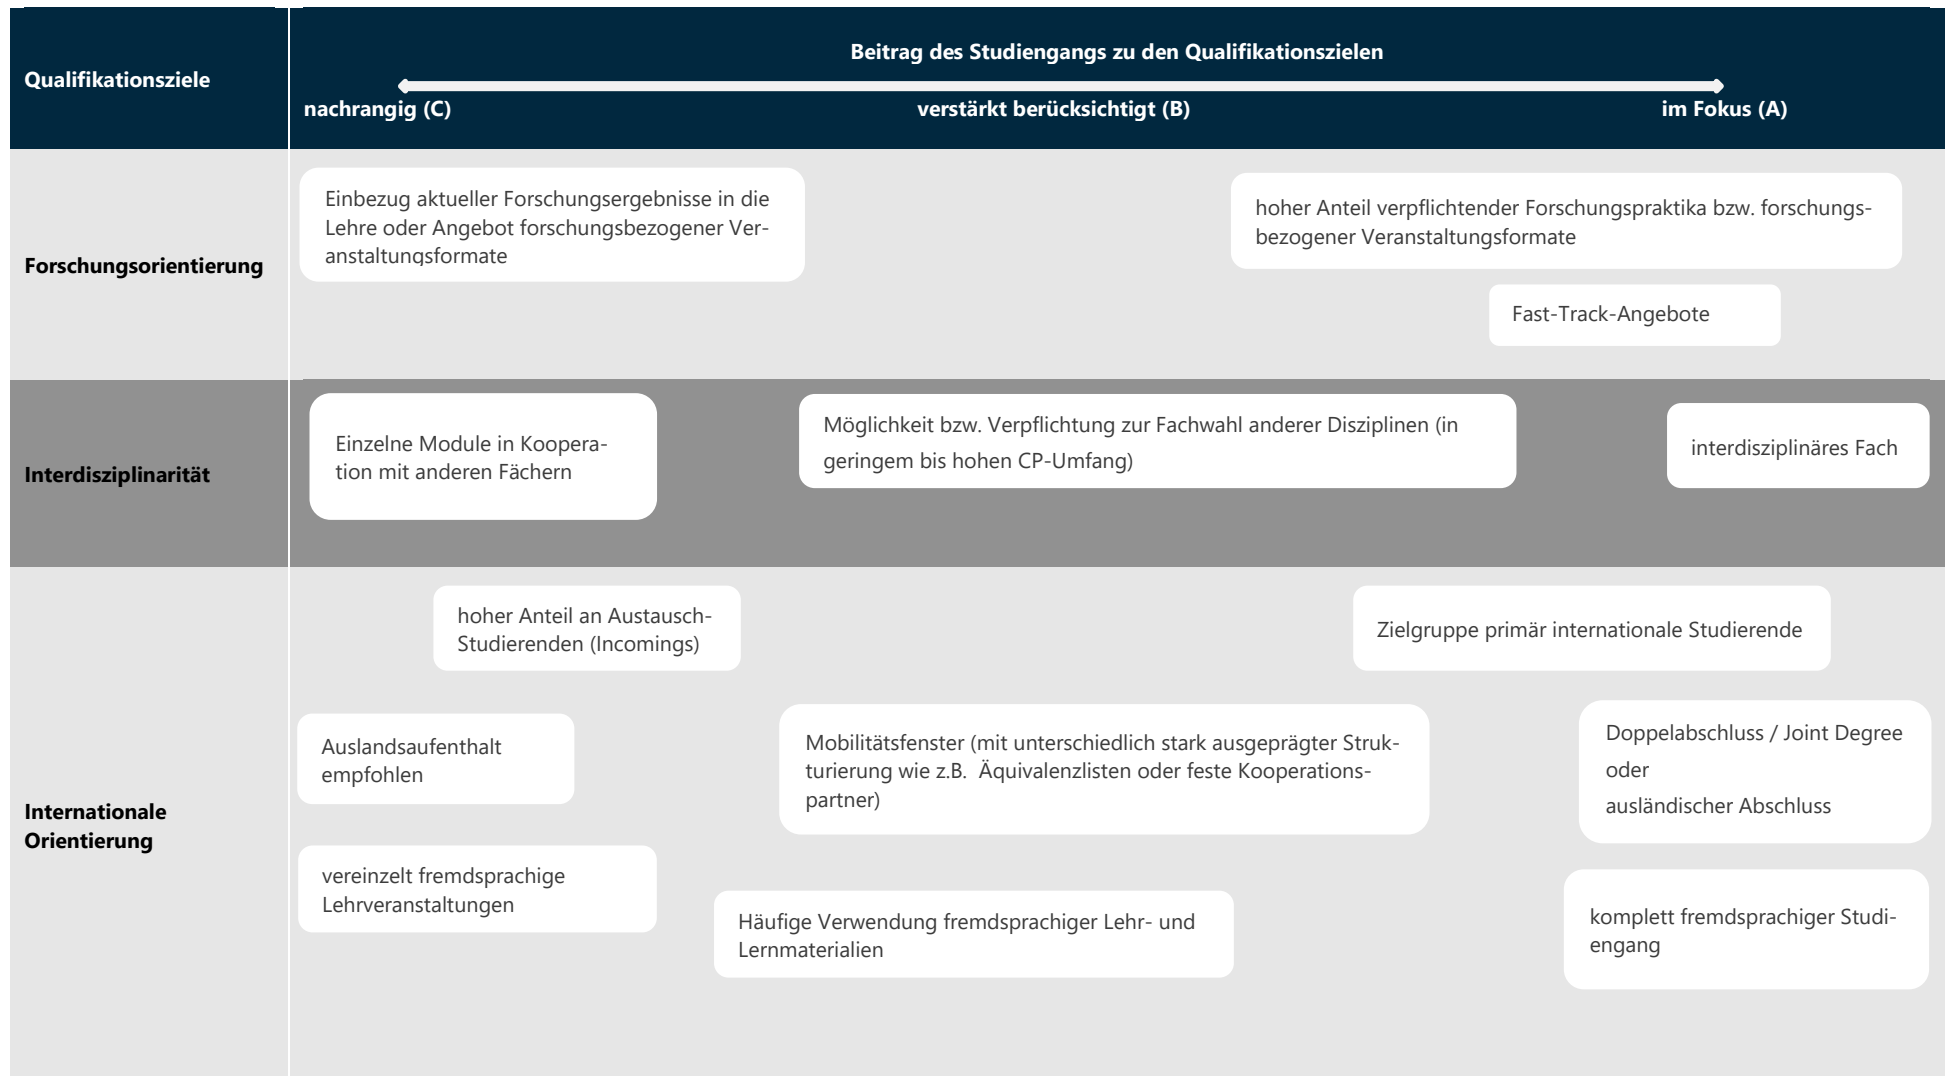 Qualifikationsziele
Beitrag des Studiengangs zu den Qualifikationszielen
nachrangig (C)
verstärkt berücksichtigt (B)
im Fokus (A)
Forschungsorientierung
Einbezug aktueller Forschungsergebnisse in die
Lehre oder Angebot forschungsbezogener Ver-
anstaltungsformate
hoher Anteil verpflichtender Forschungspraktika bzw. forschungs-
bezogener Veranstaltungsformate
Fast-Track-Angebote
Interdisziplinarität
Einzelne Module in Koopera-
tion mit anderen Fächern
Möglichkeit bzw. Verpflichtung zur Fachwahl anderer Disziplinen (in
geringem bis hohen CP-Umfang)
interdisziplinäres Fach
Internationale
Orientierung
hoher Anteil an Austausch-
Studierenden (Incomings)
Zielgruppe primär internationale Studierende
Auslandsaufenthalt
empfohlen
Mobilitätsfenster (mit unterschiedlich stark ausgeprägter Struk-
turierung wie z.B.  Äquivalenzlisten oder feste Kooperations-
partner)
Doppelabschluss / Joint Degree
oder
ausländischer Abschluss
vereinzelt fremdsprachige
Lehrveranstaltungen
Häufige Verwendung fremdsprachiger Lehr- und
Lernmaterialien
komplett fremdsprachiger Studi-
engang